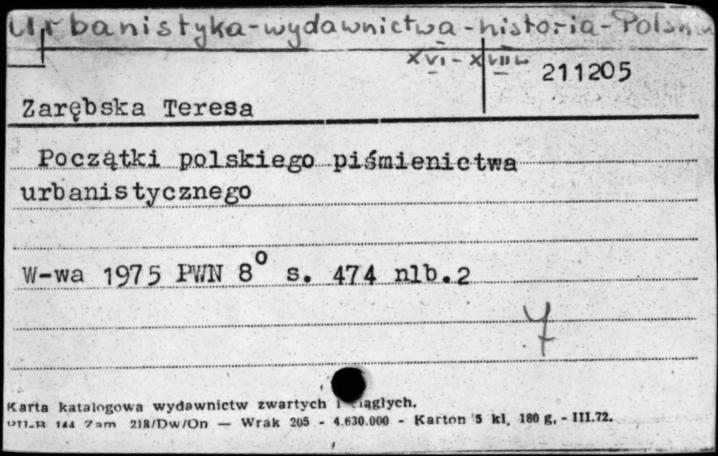 Urbanistyka-wydawnictwa-historia-Polska
XVI-XVIII w
211205
Zarębska Teresa
Początki polskiego piśmienictwa
urbanistycznego
W-wa 1975 PWN 8° s. 474 nlb.2
Karta katalogowa wydawnictw zwartych i ciągłych.
Zam 218/Dw/On — Wrak 205 - 4.630.000 - Karton 5 kl. 180 g. - III.72.